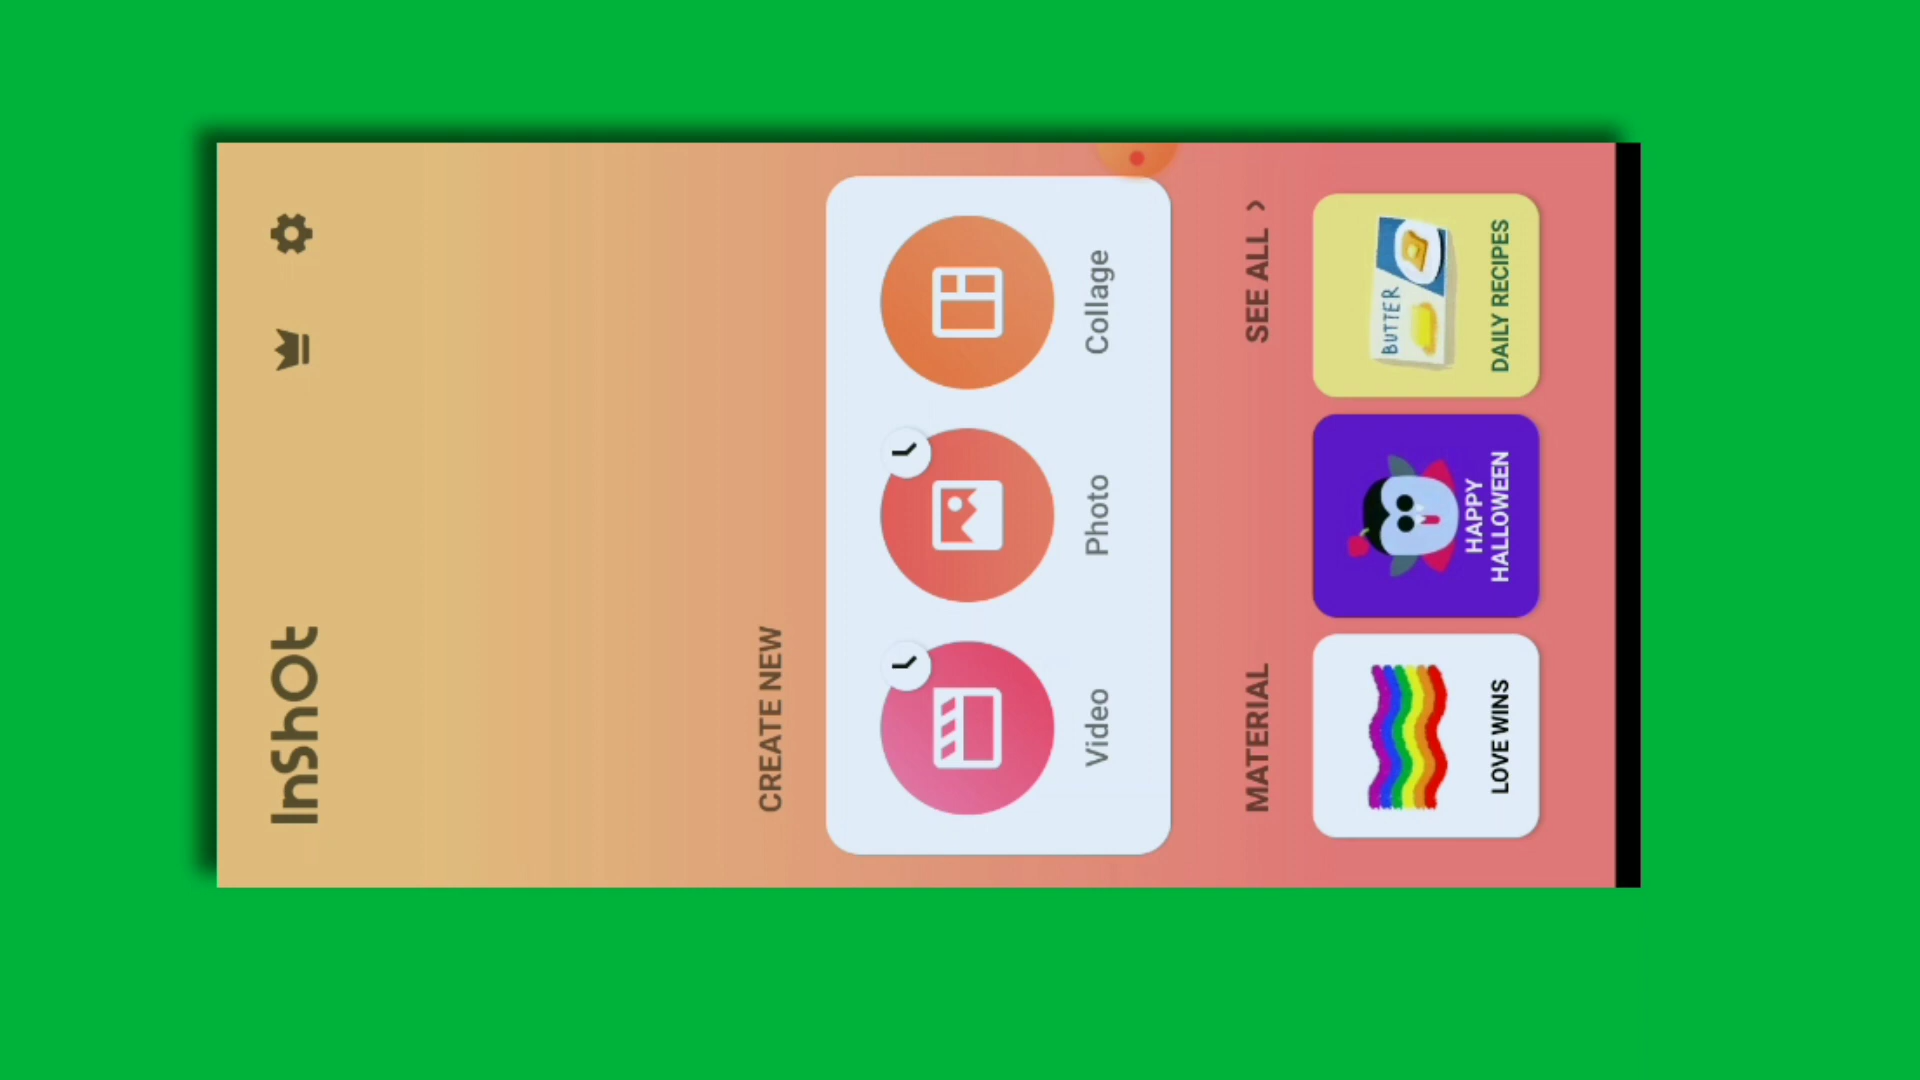 InShOt
CREATE NEW
Video
Photo
Collage
MATERIAL
SEE ALL >
LOVE WINS
HAPPY
HALLOWEEN
BUTTER
DAILY RECIPES